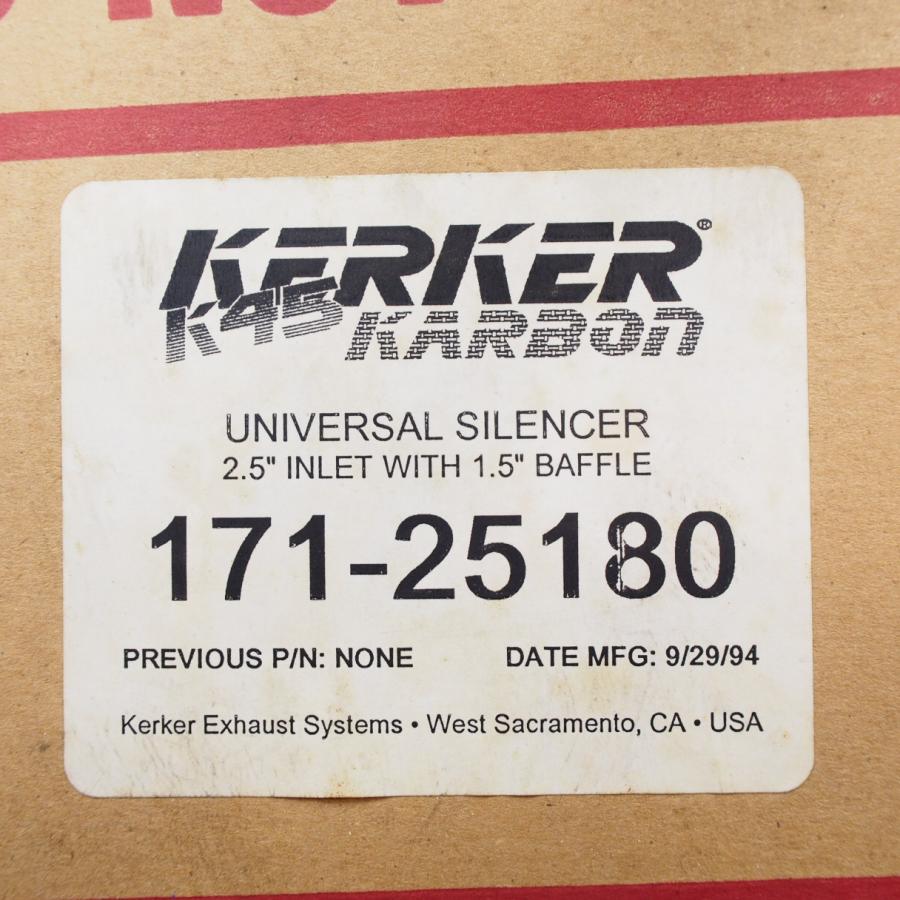 NOT
KERKER®
K45 KARBON
UNIVERSAL SILENCER
2.5" INLET WITH 1.5" BAFFLE
171-25180
PREVIOUS P/N: NONE DATE MFG: 9/29/94
Kerker Exhaust Systems • West Sacramento, CA • USA